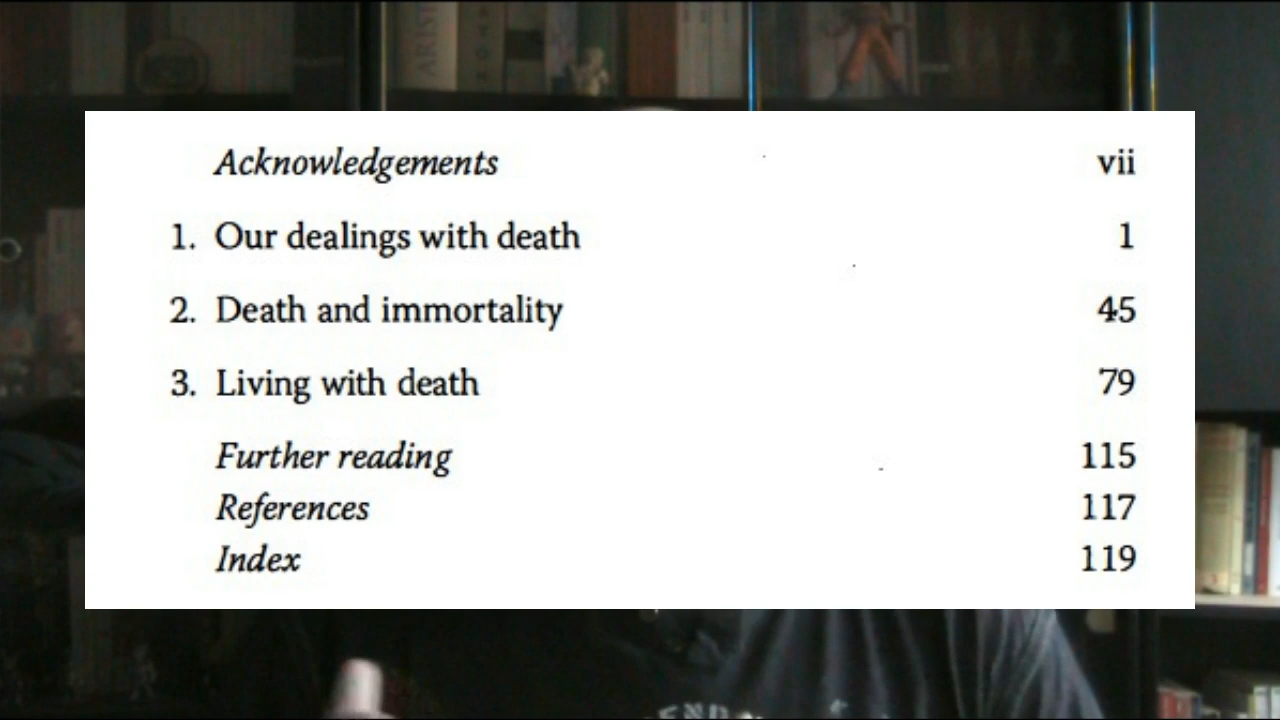 Acknowledgements vii
1. Our dealings with death 1
2. Death and immortality 45
3. Living with death 79
Further reading 115
References 117
Index 119